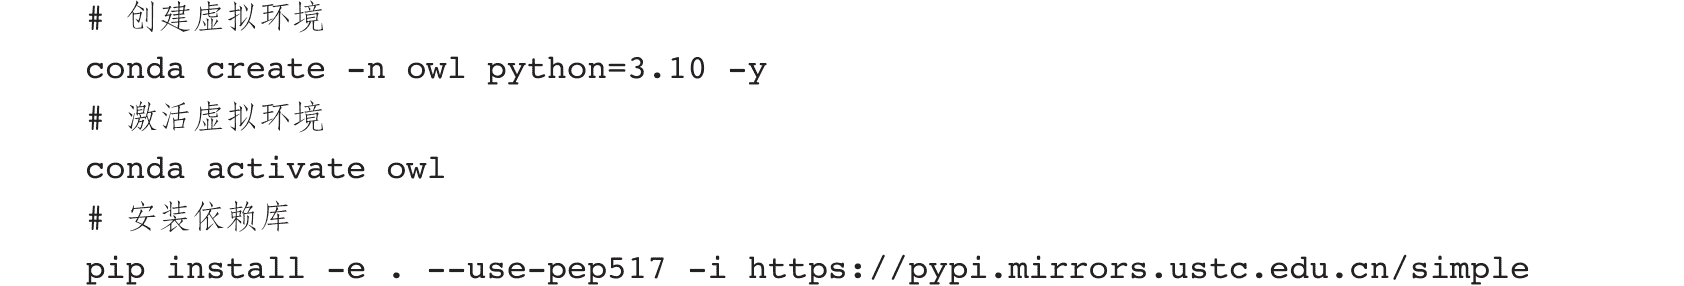 # 创建虚拟环境
conda create -n owl python=3.10 -y
# 激活虚拟环境
conda activate owl
# 安装依赖库
pip install -e . --use-pep517 -i https://pypi.mirrors.ustc.edu.cn/simple